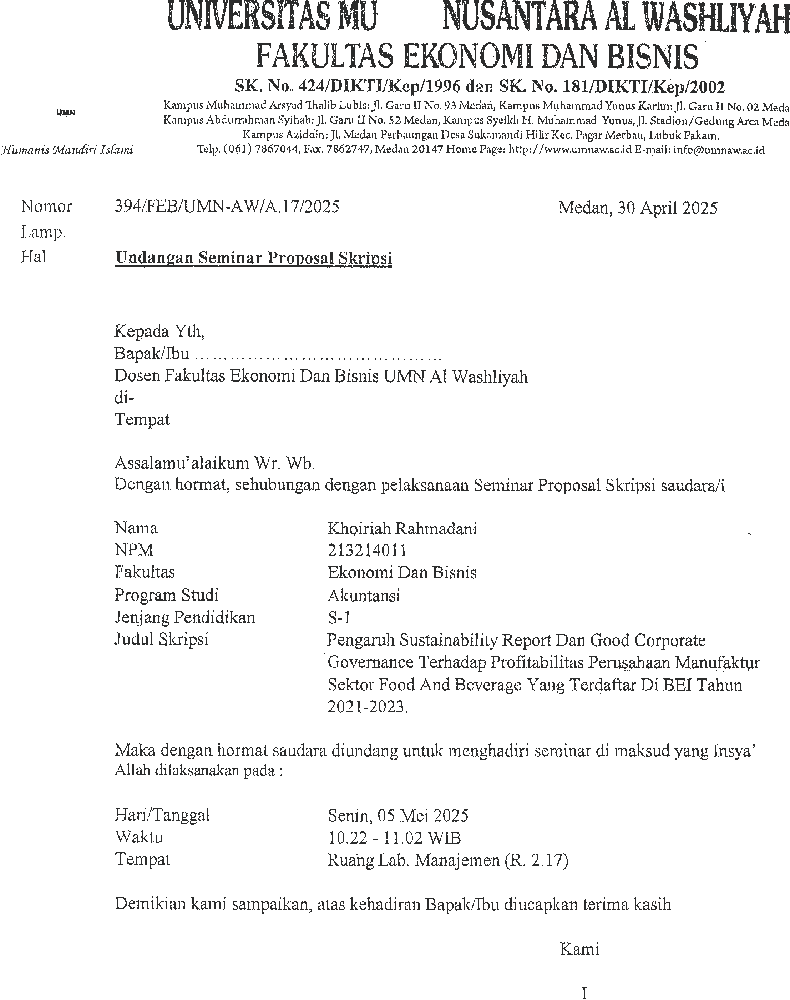 UNIVERSITAS MU NUSANTARA AL WASHLIYAH
FAKULTAS EKONOMI DAN BISNIS
SK. No. 424/DIKTI/Kep/1996 dan SK. No. 181/DIKTI/Kep/2002
Kampus Muhammad Arsyad Thalib Lubis: Jl. Garu II No. 93 Medan, Kampus Muhammad Yunus Karim: Jl. Garu II No. 02 Meda
UMN
Kampus Abdurrahman Syihab: Jl. Garu II No. 52 Medan, Kampus Syeikh H. Muhammad Yunus, Jl. Stadion/Gedung Arca Meda
Kampus Aziddin: Jl. Medan Perbaungan Desa Sukamandi Hilir Kec. Pagar Merbau, Lubuk Pakam.
Humanis Mandiri Islami
Telp. (061) 7867044, Fax. 7862747, Medan 20147 Home Page: http://www.umnaw.ac.id E-mail: info@umnaw.ac.id
Nomor 394/FEB/UMN-AW/A.17/2025 Medan, 30 April 2025
Lamp.
Hal Undangan Seminar Proposal Skripsi
Kepada Yth,
Bapak/Ibu ..........................................
Dosen Fakultas Ekonomi Dan Bisnis UMN Al Washliyah
di-
Tempat
Assalamu'alaikum Wr. Wb.
Dengan hormat, sehubungan dengan pelaksanaan Seminar Proposal Skripsi saudara/i
Nama Khoiriah Rahmadani
NPM 213214011
Fakultas Ekonomi Dan Bisnis
Program Studi Akuntansi
Jenjang Pendidikan S-1
Judul Skripsi Pengaruh Sustainability Report Dan Good Corporate
Governance Terhadap Profitabilitas Perusahaan Manufaktur
Sektor Food And Beverage Yang Terdaftar Di BEI Tahun
2021-2023.
Maka dengan hormat saudara diundang untuk menghadiri seminar di maksud yang Insya'
Allah dilaksanakan pada :
Hari/Tanggal Senin, 05 Mei 2025
Waktu 10.22 - 11.02 WIB
Tempat Ruang Lab. Manajemen (R. 2.17)
Demikian kami sampaikan, atas kehadiran Bapak/Ibu diucapkan terima kasih
Kami
I